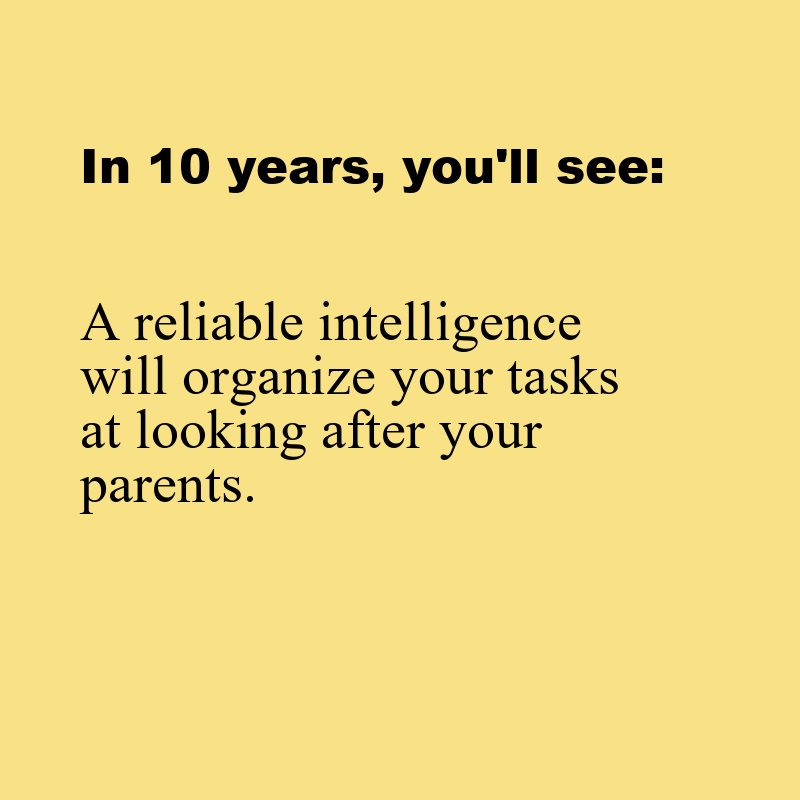 In 10 years, you'll see:
A reliable intelligence
will organize your tasks
at looking after your
parents.